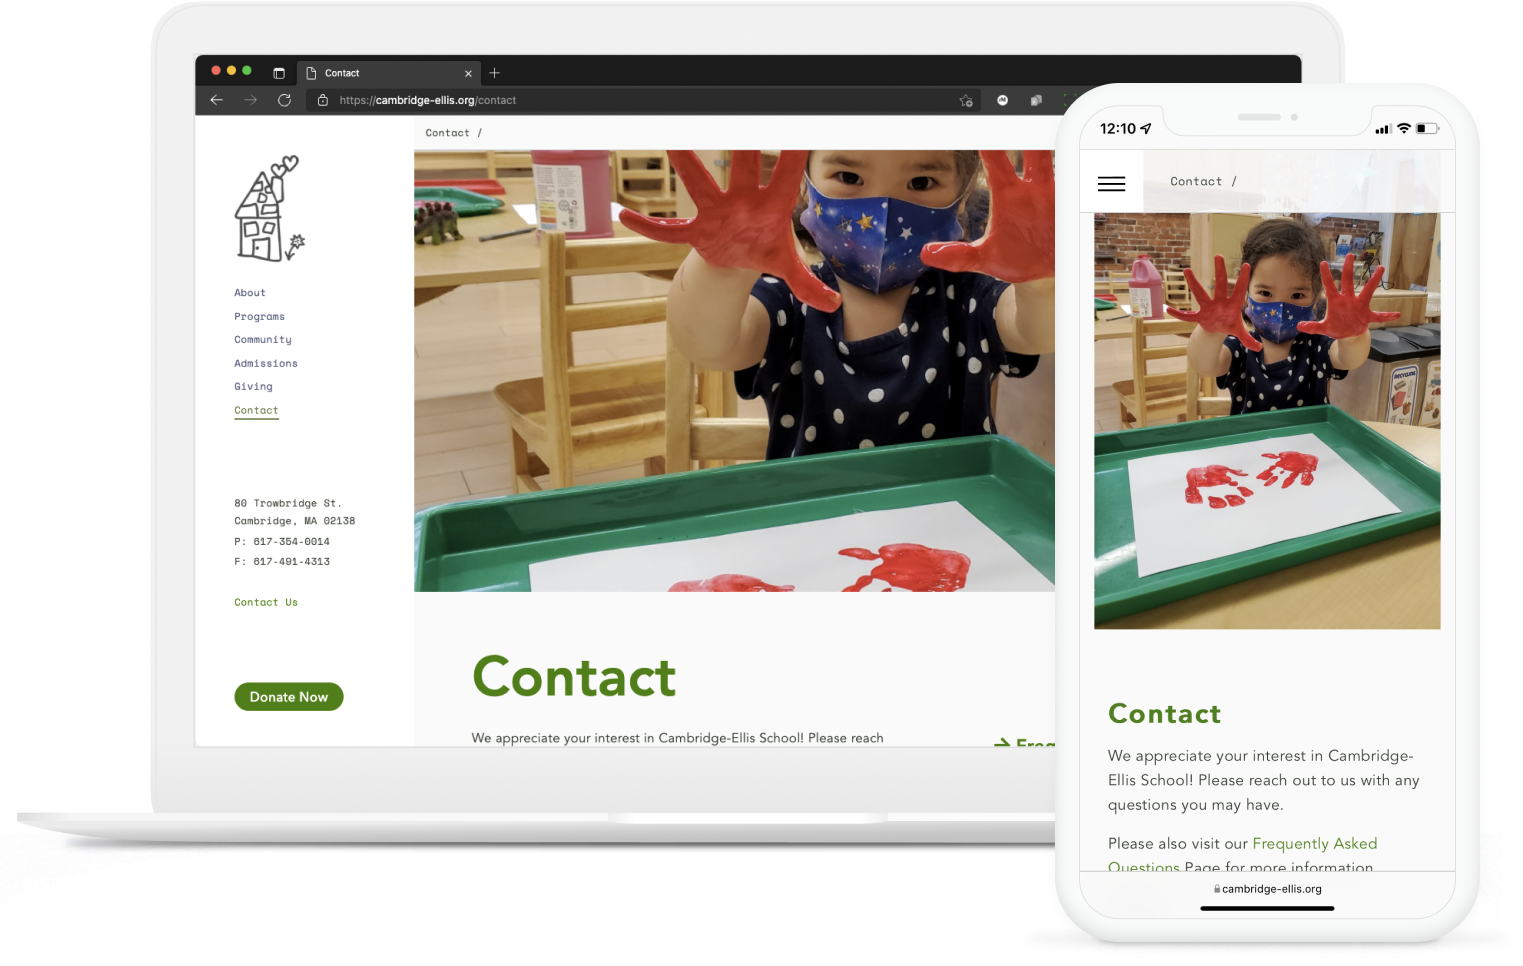 Contact
https://cambridge-ellis.org/contact
Contact /
About
Programs
Community
Admissions
Giving
Contact
80 Trowbridge St.
Cambridge, MA 02138
P: 617-354-0014
F: 617-491-4313
Contact Us
Donate Now
Contact
We appreciate your interest in Cambridge-Ellis School! Please reach
→
12:10
Contact /
RECYCLING
Contact
We appreciate your interest in Cambridge-
Ellis School! Please reach out to us with any
questions you may have.
Please also visit our Frequently Asked
Questions Page for more information
cambridge-ellis.org